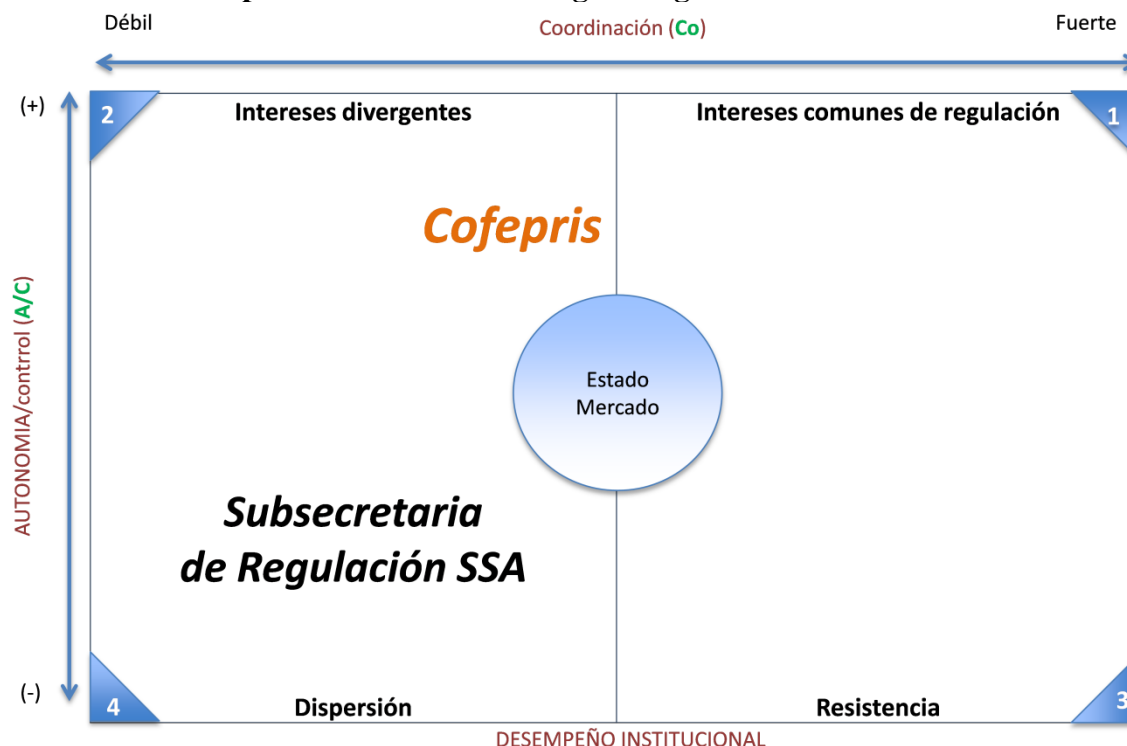 Débil
Coordinación (Co)
Fuerte
(+)
2
Intereses divergentes
Intereses comunes de regulación
1
Cofepris
AUTONOMIA/contrrol (A/C)
Estado
Mercado
Subsecretaria
de Regulación SSA
(-)
4
Dispersión
Resistencia
3
DESEMPEÑO INSTITUCIONAL